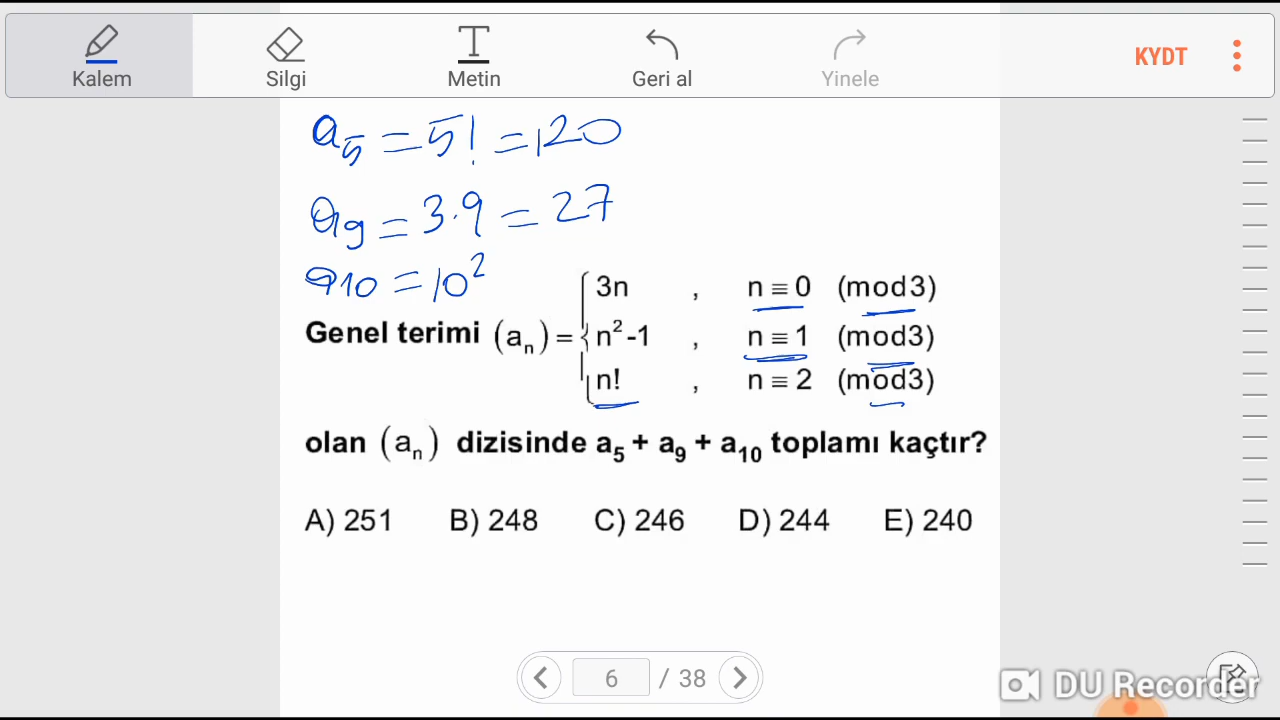 Kalem Silgi Metin Geri al Yinele KYDT
a5 = 5! = 120
a9 = 3.9 = 27
a10 = 10²
3n , n ≡ 0 (mod3)
Genel terimi (an) = { n²-1 , n ≡ 1 (mod3)
n! , n ≡ 2 (mod3)
olan (an) dizisinde a5 + a9 + a10 toplamı kaçtır?
A) 251 B) 248 C) 246 D) 244 E) 240
6 / 38
DU Recorder